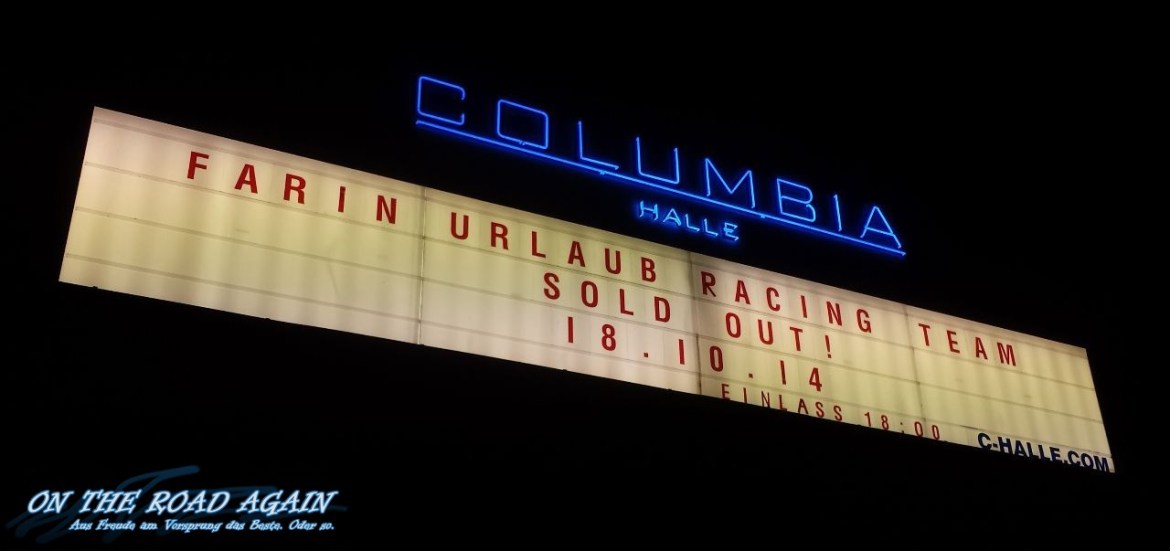 COLUMBIA
HALLE
FARIN URLAUB RACING TEAM
SOLD OUT!
18.10.14
EINLASS 18:00
C-HALLE.COM
ON THE ROAD AGAIN
Aus Freude am Vorsprung das Beste. Oder so.